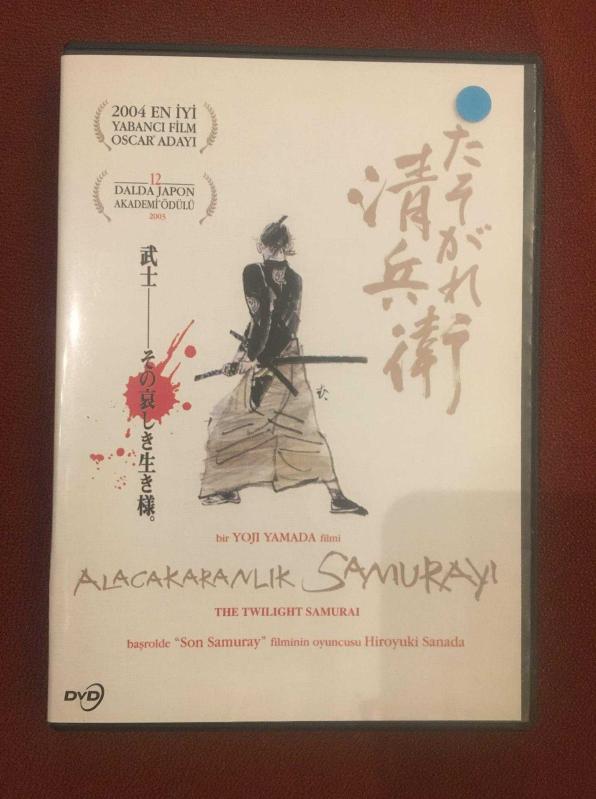 2004 EN İYİ
YABANCI FİLM
OSCAR® ADAYI
12
DALDA JAPON
AKADEMİ ÖDÜLÜ
2003
たそがれ
清兵衛
武士――その哀しき生き様。
bir YOJI YAMADA filmi
ALACAKARANLIK SAMURAYI
THE TWILIGHT SAMURAI
başrolde "Son Samuray" filminin oyuncusu Hiroyuki Sanada
DVD